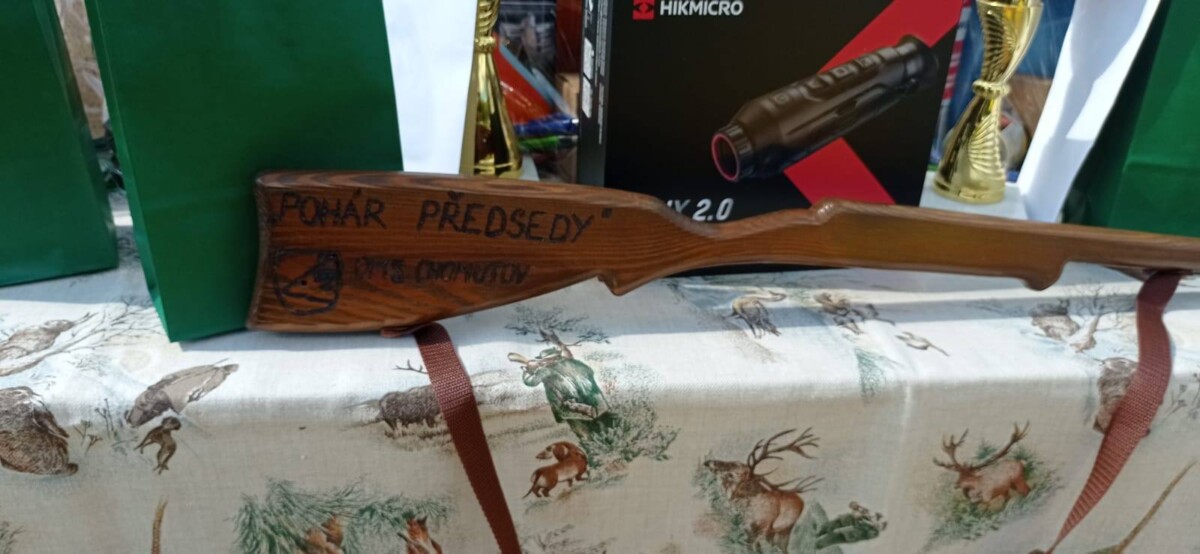 HIKMICRO
2.0
„POHÁR PŘEDSEDY“
OMS CHOMUTOV